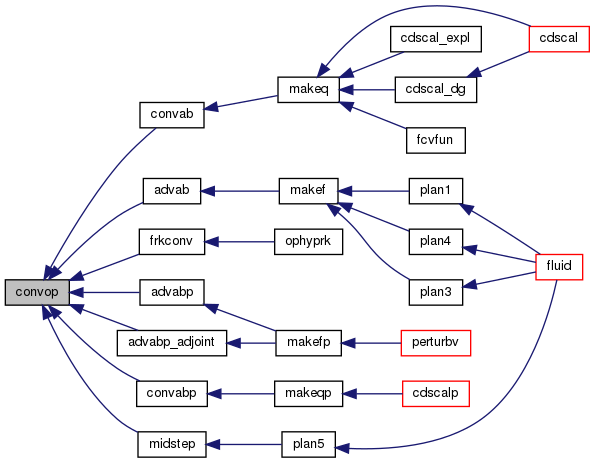 cdscal_expl
cdscal
makeq
cdscal_dg
convab
fcvfun
advab
makef
plan1
frkconv
ophyprk
plan4
fluid
convop
advabp
plan3
advabp_adjoint
makefp
perturbv
convabp
makeqp
cdscalp
midstep
plan5